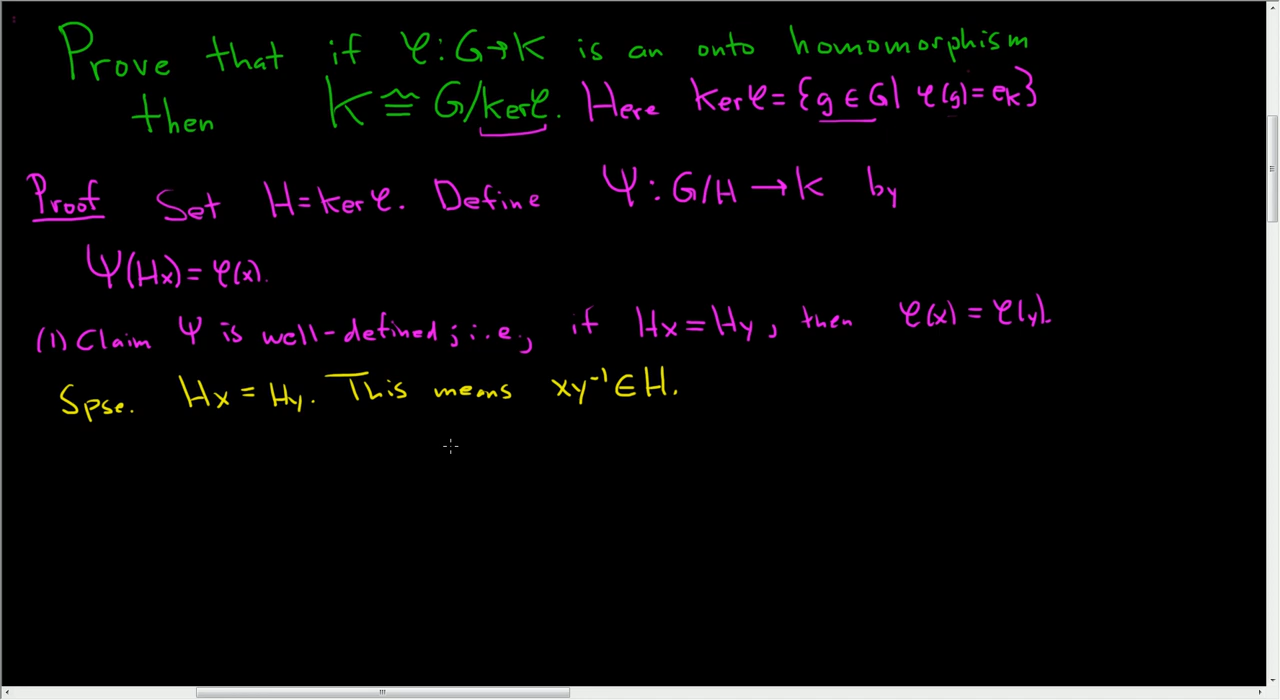 Prove that if φ: G→K is an onto homomorphism
then K ≅ G/kerφ. Here kerφ = {g ∈ G | φ(g) = e_K}
Proof Set H = kerφ. Define Ψ: G/H → K by
Ψ(Hx) = φ(x).
(1) Claim Ψ is well-defined; i.e., if Hx = Hy, then φ(x) = φ(y).
Spse. Hx = Hy. This means xy⁻¹ ∈ H.